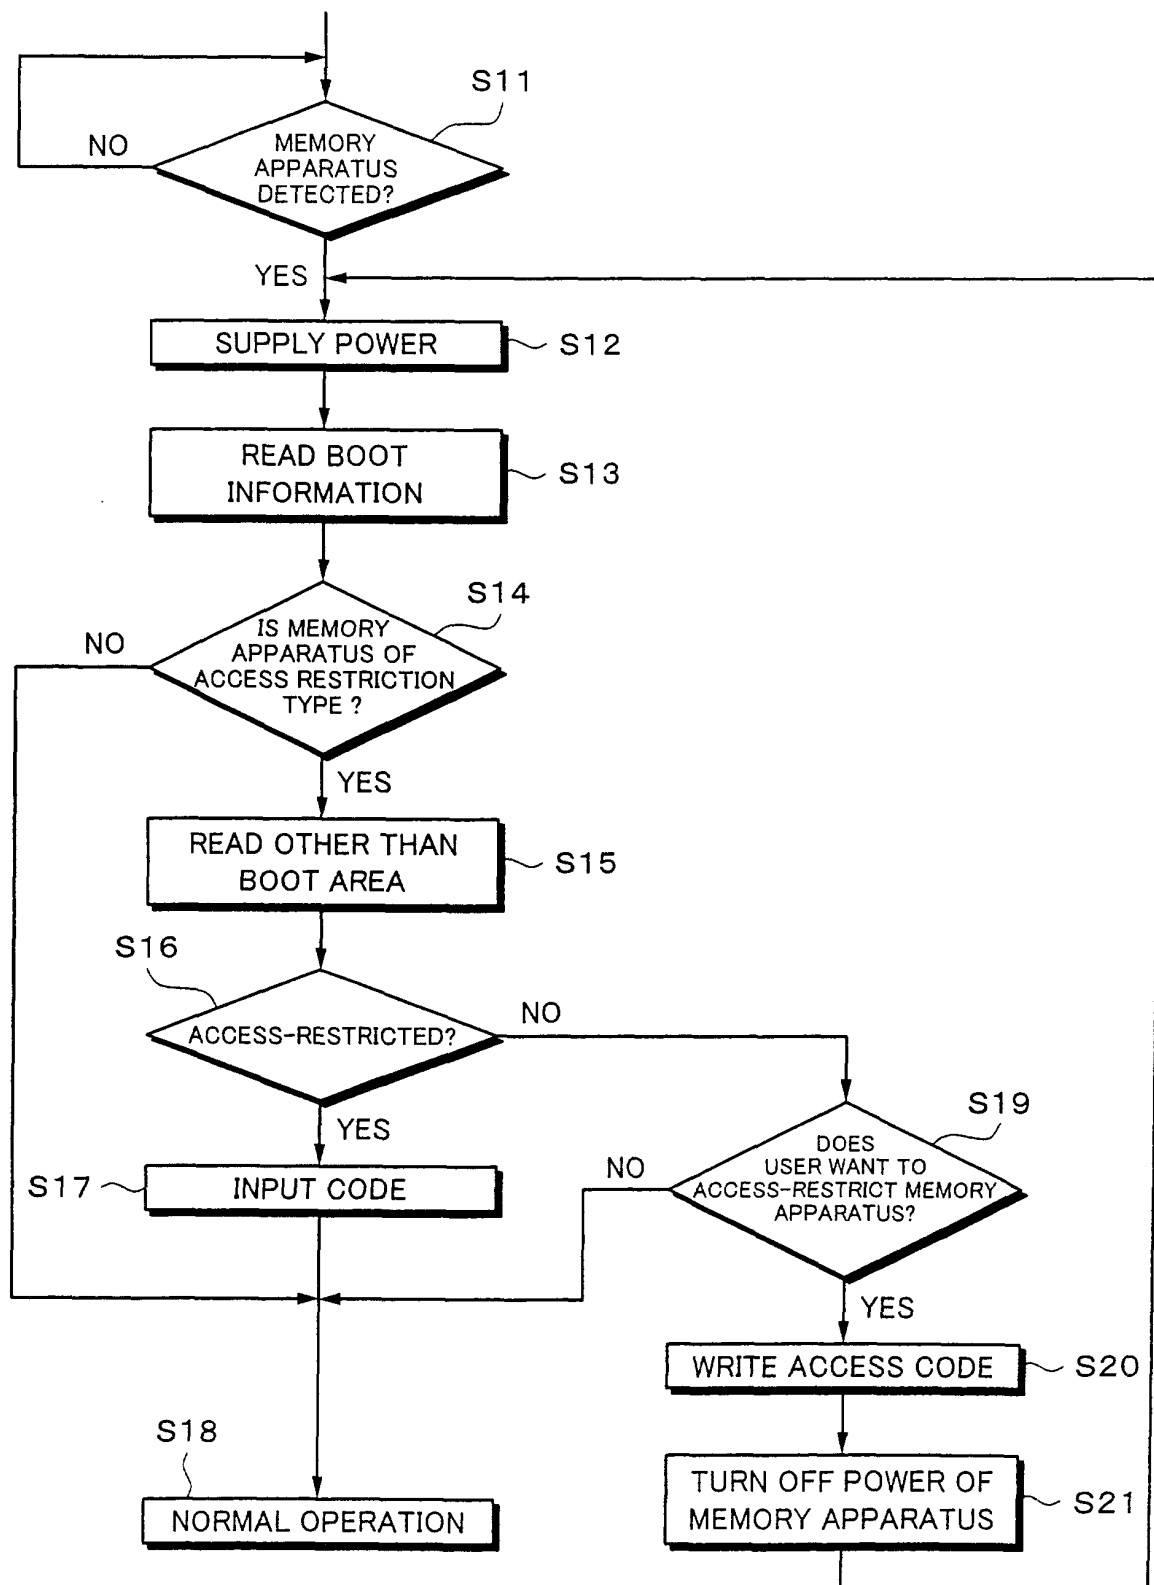 S11
MEMORY
APPARATUS
DETECTED?
NO
YES
SUPPLY POWER
S12
READ BOOT
INFORMATION
S13
S14
IS MEMORY
APPARATUS OF
ACCESS RESTRICTION
TYPE ?
NO
YES
READ OTHER THAN
BOOT AREA
S15
S16
ACCESS-RESTRICTED?
NO
YES
S17
INPUT CODE
S19
DOES
USER WANT TO
ACCESS-RESTRICT MEMORY
APPARATUS?
NO
YES
WRITE ACCESS CODE
S20
S18
NORMAL OPERATION
TURN OFF POWER OF
MEMORY APPARATUS
S21